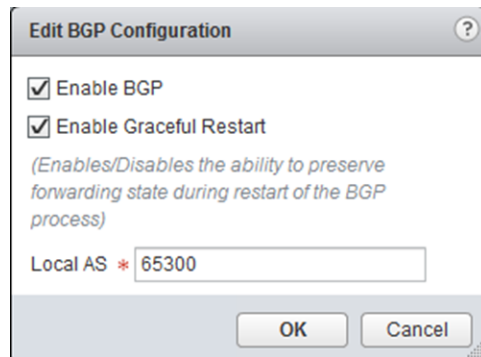 Edit BGP Configuration ?
Enable BGP
Enable Graceful Restart
(Enables/Disables the ability to preserve
forwarding state during restart of the BGP
process)
Local AS * 65300
OK Cancel